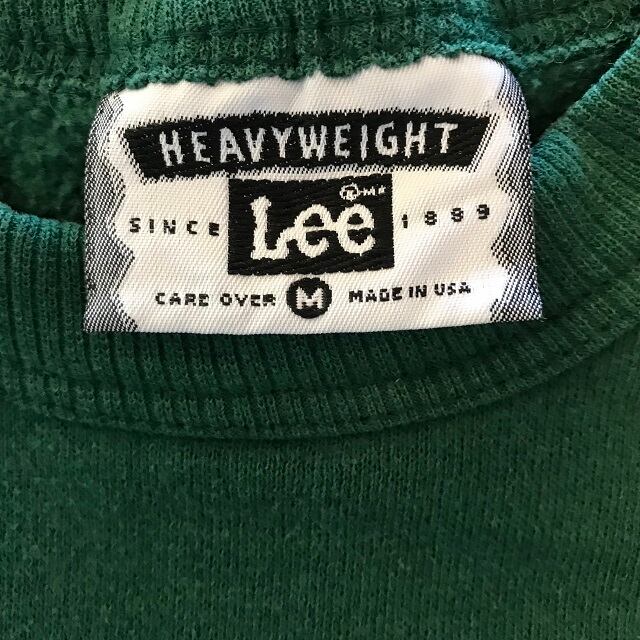 HEAVYWEIGHT
Lee ®
SINCE 1889
CARE OVER M MADE IN USA